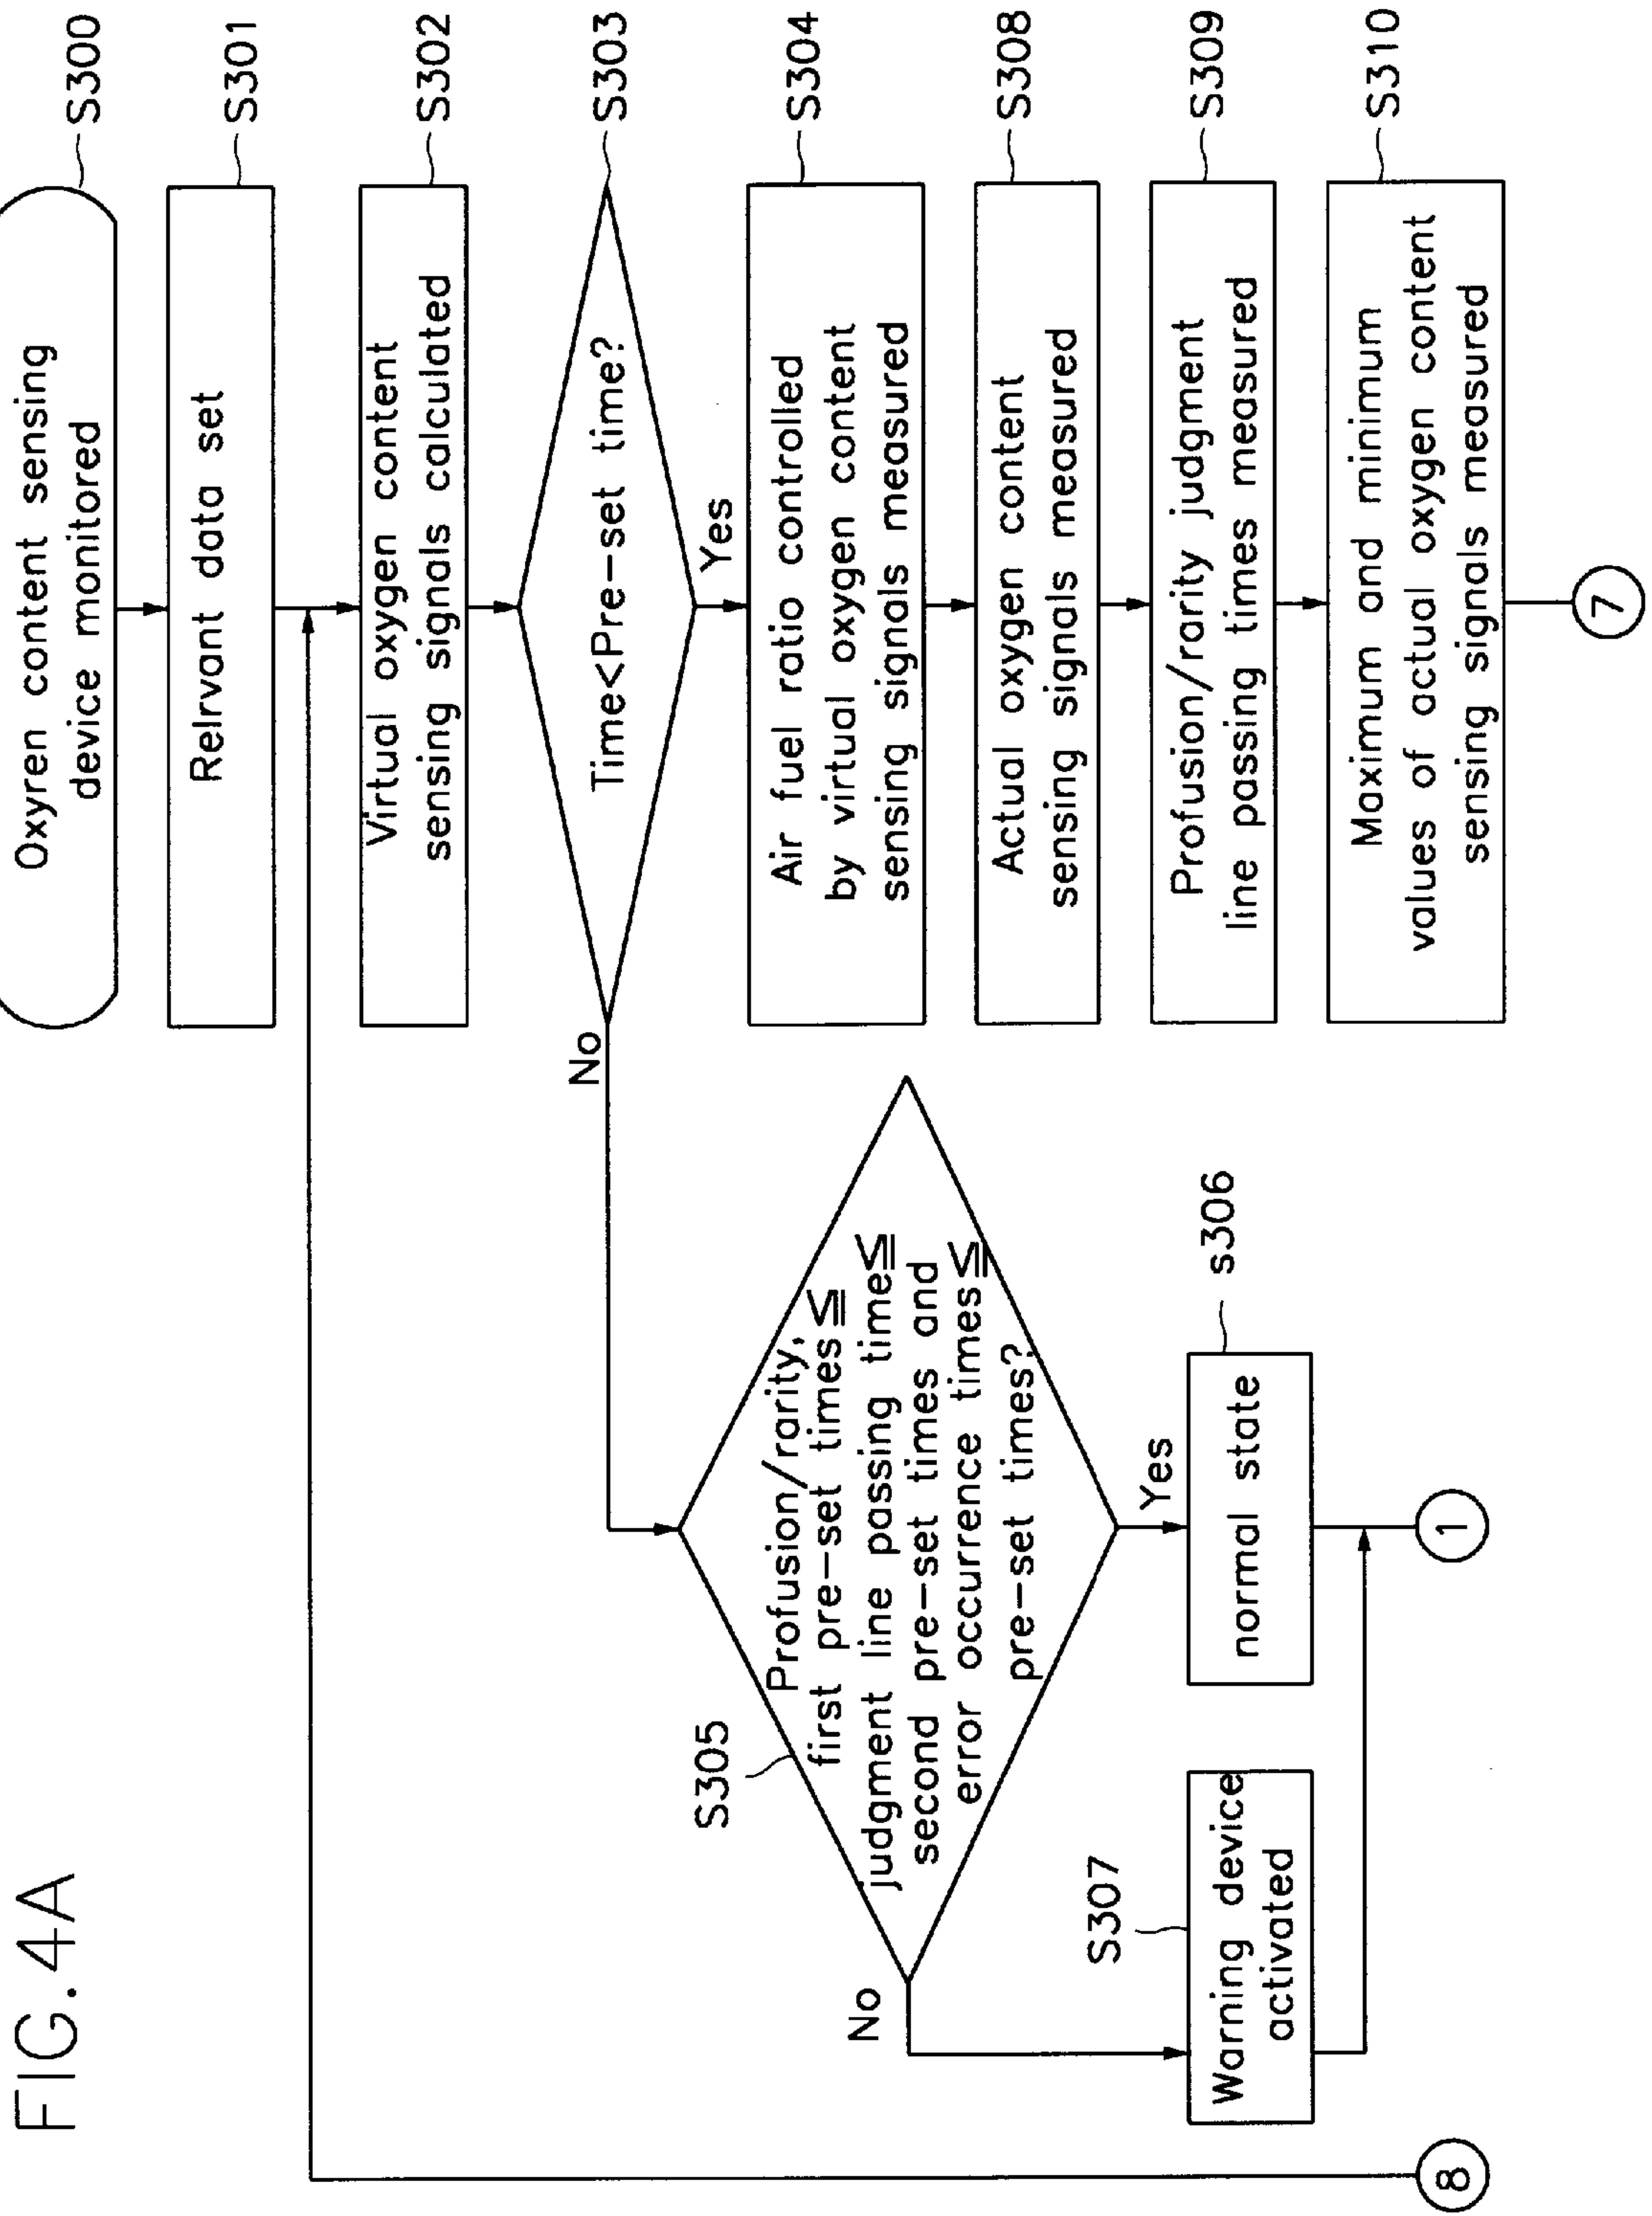 FIG. 4A
Oxyren content sensing
device monitored
S300
Relrvant data set
S301
Virtual oxygen content
sensing signals calculated
S302
Time<Pre-set time?
S303
No
Yes
Air fuel ratio controlled
by virtual oxygen content
sensing signals measured
S304
Actual oxygen content
sensing signals measured
S308
Profusion/rarity judgment
line passing times measured
S309
Maximum and minimum
values of actual oxygen content
sensing signals measured
S310
7
S305
Profusion/rarity,
first pre-set times≦
judgment line passing time≦
second pre-set times and
error occurrence times≦
pre-set times?
No
Yes
S307
Warning device
activated
s306
normal state
1
8